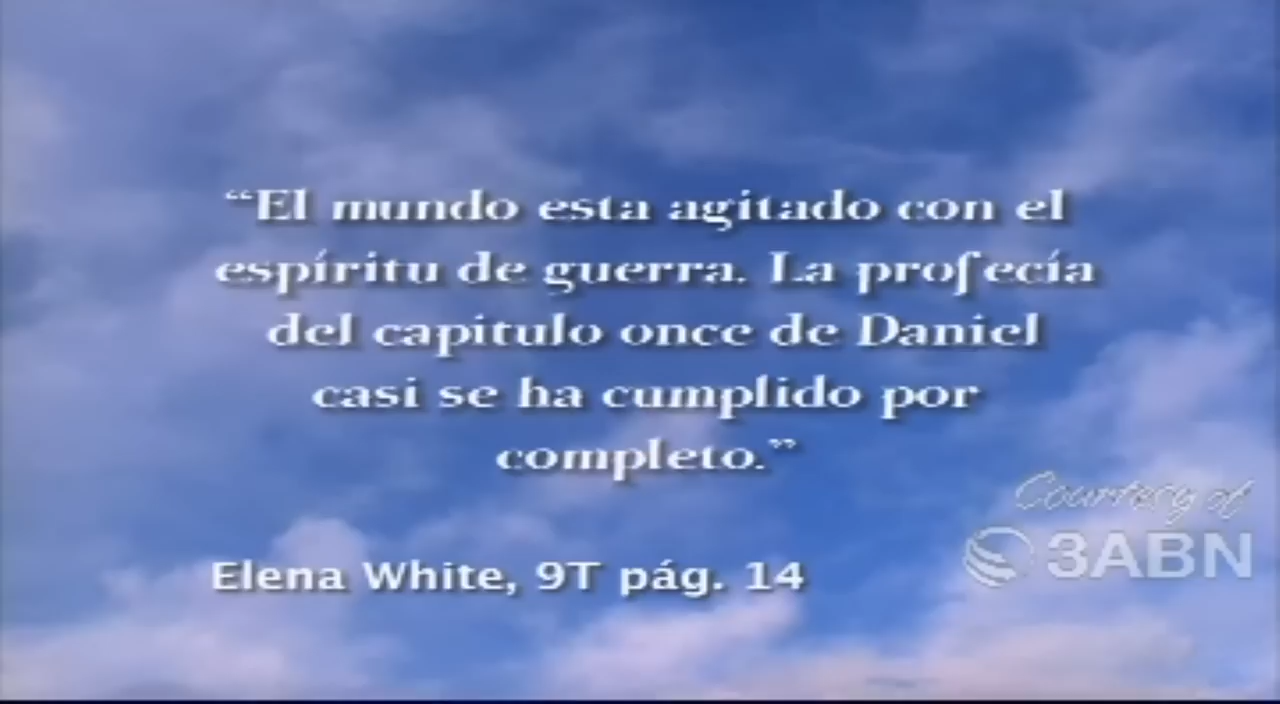 “El mundo esta agitado con el
espíritu de guerra. La profecía
del capitulo once de Daniel
casi se ha cumplido por
completo.”
Courtesy of
3ABN
Elena White, 9T pág. 14